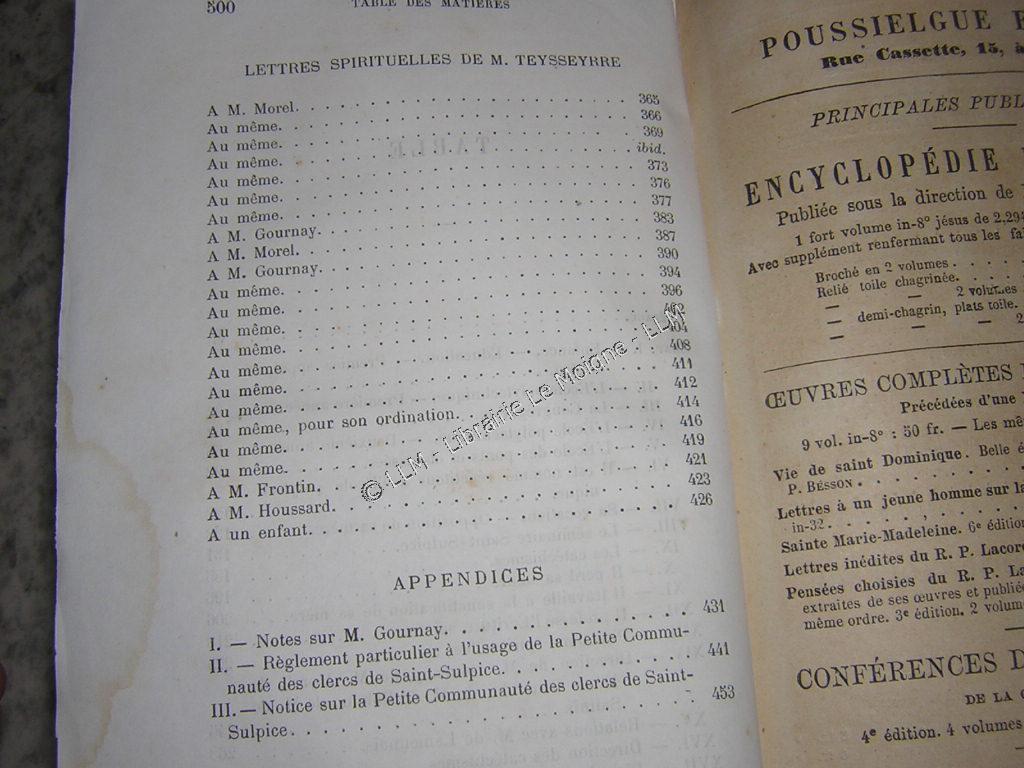 500 TABLE DES MATIÈRES
LETTRES SPIRITUELLES DE M. TEYSSEYRRE
A M. Morel. 365
Au même. 366
Au même. 369
Au même. ibid.
Au même. 373
Au même. 376
Au même. 377
A M. Gournay. 383
A M. Morel. 387
A M. Gournay. 390
Au même. 394
Au même. 396
Au même. 402
Au même. 404
Au même. 408
Au même. 411
Au même. 412
Au même, pour son ordination. 414
Au même. 416
Au même. 419
A M. Frontin. 421
A M. Houssard. 423
A un enfant. 426
APPENDICES
I. — Notes sur M. Gournay. 431
II. — Règlement particulier à l'usage de la Petite Commu-
nauté des clercs de Saint-Sulpice. 441
III. — Notice sur la Petite Communauté des clercs de Saint-
Sulpice. 453
© LLM - Librairie Le Moigne - LLM
POUSSIELGUE
Rue Cassette, 15, à
PRINCIPALES
ENCYCLOPÉDIE
Publiée sous la direction de
1 fort volume in-8° jésus de
Avec supplément renfermant tous les
Broché en 2 volumes
Relié toile chagrinée.
— 2 volumes
— demi-chagrin, plats toile.
— — — 2
ŒUVRES COMPLÈTES
Précédées d'une
9 vol. in-8° : 50 fr. — Les
Vie de saint Dominique. Belle
P. BESSON
Lettres à un jeune homme sur la
in-32.
Sainte Marie-Madeleine. 6e édition
Lettres inédites du R. P.
Pensées choisies du R. P.
extraites de ses œuvres et
même ordre. 3e édition. 2
CONFÉRENCES
DE LA
4e édition. 4 volumes